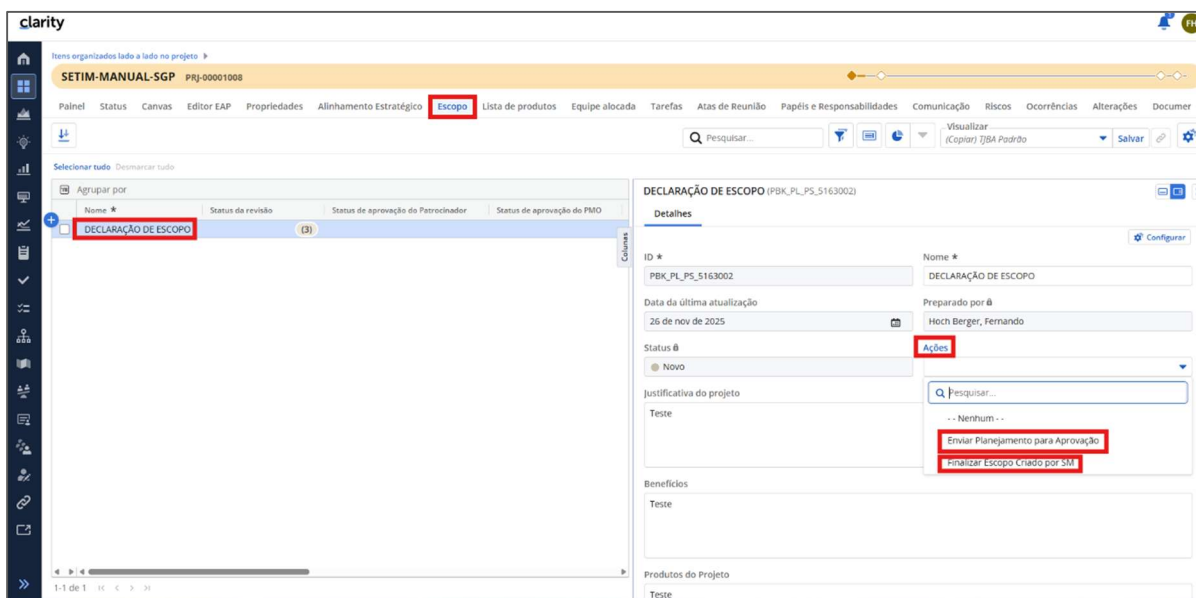 clarity
FH
Itens organizados lado a lado no projeto
SETIM-MANUAL-SGP PRJ-00001008
Painel Status Canvas Editor EAP Propriedades Alinhamento Estratégico Escopo Lista de produtos Equipe alocada Tarefas Atas de Reunião Papéis e Responsabilidades Comunicação Riscos Ocorrências Alterações Documer
Pesquisar...
Visualizar
(Copiar) TJBA Padrão
Salvar
Selecionar tudo Desmarcar tudo
Agrupar por
Nome * Status da revisão Status de aprovação do Patrocinador Status de aprovação do PMO
DECLARAÇÃO DE ESCOPO (3)
Colunas
1-1 de 1
DECLARAÇÃO DE ESCOPO (PBK_PL_PS_5163002)
Detalhes
Configurar
ID * Nome *
PBK_PL_PS_5163002 DECLARAÇÃO DE ESCOPO
Data da última atualização Preparado por
26 de nov de 2025 Hoch Berger, Fernando
Status Ações
Novo
Pesquisar...
- - Nenhum - -
Enviar Planejamento para Aprovação
Finalizar Escopo Criado por SM
Justificativa do projeto
Teste
Benefícios
Teste
Produtos do Projeto
Teste